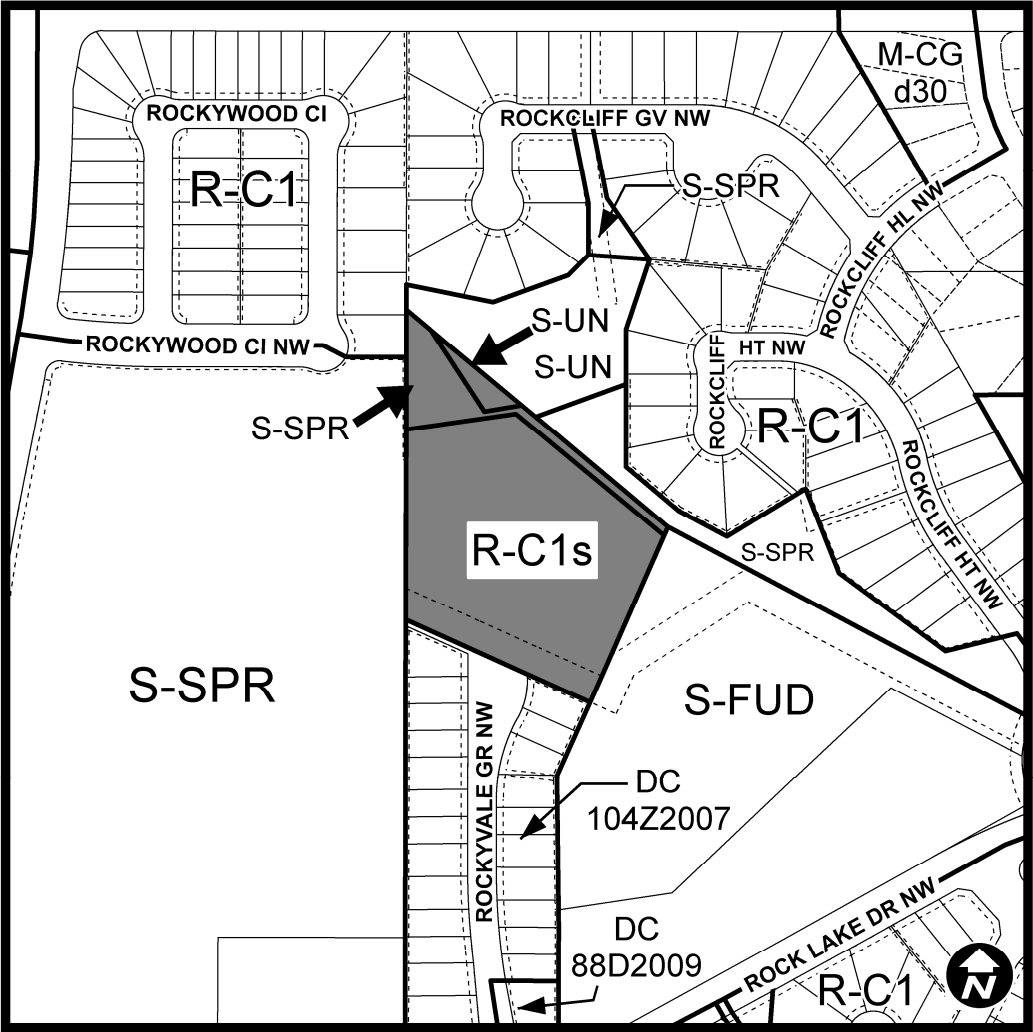 M-CG
d30
ROCKYWOOD CI
ROCKCLIFF GV NW
R-C1
S-SPR
ROCKCLIFF HL NW
S-UN
ROCKYWOOD CI NW
HT NW
S-UN
ROCKCLIFF
S-SPR
R-C1
ROCKCLIFF HT NW
R-C1s
S-SPR
S-SPR
S-FUD
ROCKYVALE GR NW
DC
104Z2007
ROCK LAKE DR NW
DC
88D2009
R-C1
N